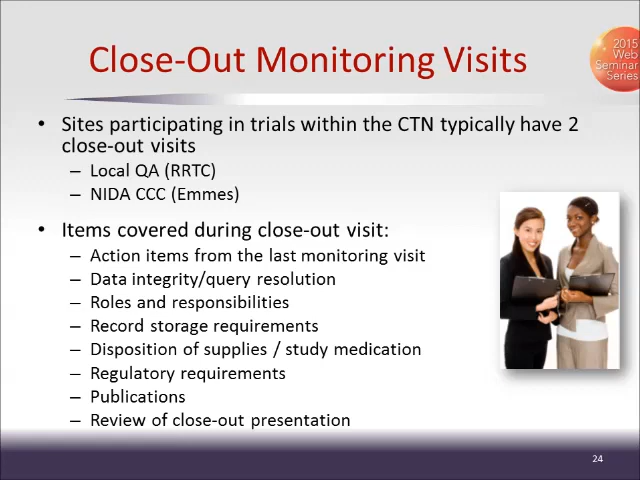 Close-Out Monitoring Visits
2015
Web
Seminar
Series
• Sites participating in trials within the CTN typically have 2
close-out visits
– Local QA (RRTC)
– NIDA CCC (Emmes)
• Items covered during close-out visit:
– Action items from the last monitoring visit
– Data integrity/query resolution
– Roles and responsibilities
– Record storage requirements
– Disposition of supplies / study medication
– Regulatory requirements
– Publications
– Review of close-out presentation
24